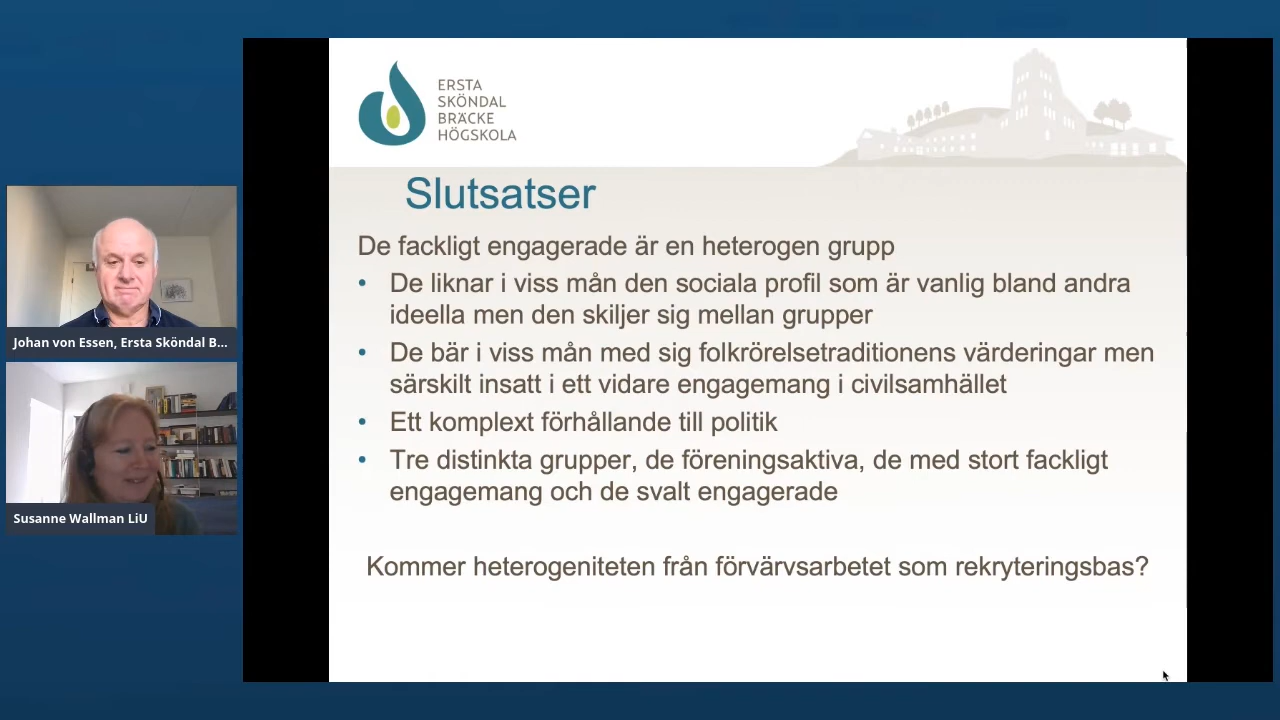 ERSTA
SKÖNDAL
BRÄCKE
HÖGSKOLA
Slutsatser
De fackligt engagerade är en heterogen grupp
• De liknar i viss mån den sociala profil som är vanlig bland andra
ideella men den skiljer sig mellan grupper
• De bär i viss mån med sig folkrörelsetraditionens värderingar men
särskilt insatt i ett vidare engagemang i civilsamhället
• Ett komplext förhållande till politik
• Tre distinkta grupper, de föreningsaktiva, de med stort fackligt
engagemang och de svalt engagerade
Kommer heterogeniteten från förvärvsarbetet som rekryteringsbas?
Johan von Essen, Ersta Sköndal B...
Susanne Wallman LiU